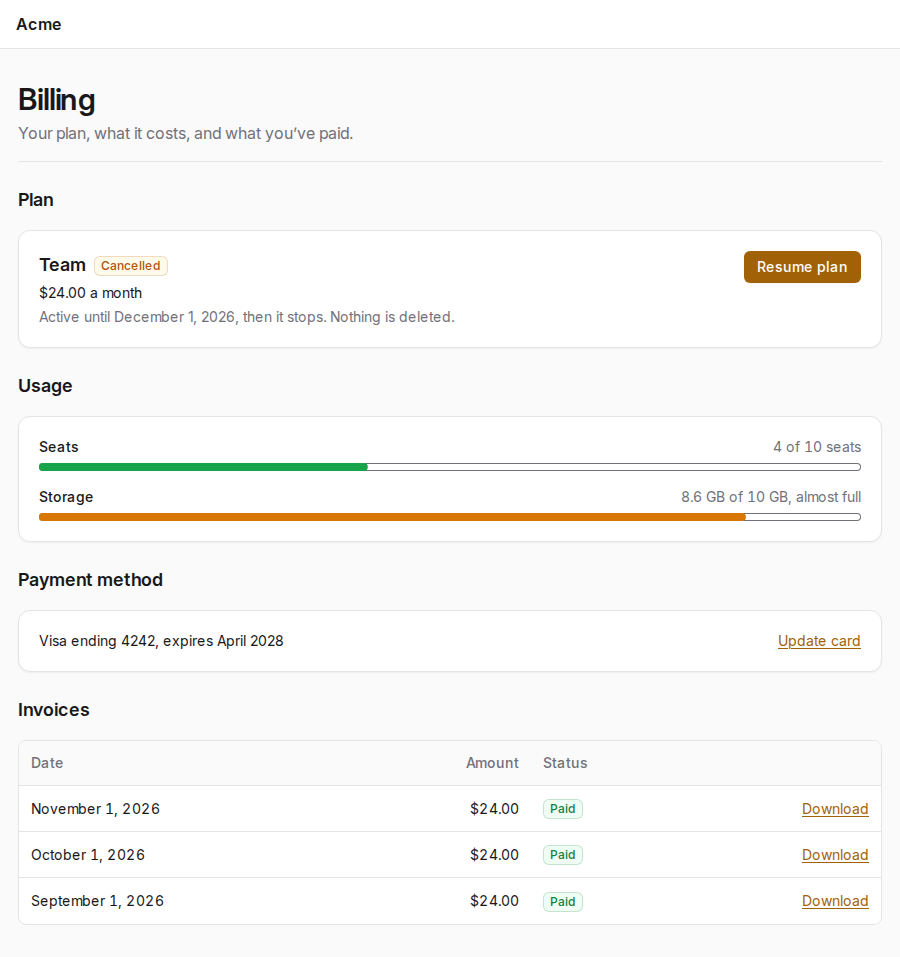 Acme
Billing
Your plan, what it costs, and what you’ve paid.
Plan
Team Cancelled
Resume plan
$24.00 a month
Active until December 1, 2026, then it stops. Nothing is deleted.
Usage
Seats 4 of 10 seats
Storage 8.6 GB of 10 GB, almost full
Payment method
Visa ending 4242, expires April 2028 Update card
Invoices
Date Amount Status
November 1, 2026 $24.00 Paid Download
October 1, 2026 $24.00 Paid Download
September 1, 2026 $24.00 Paid Download